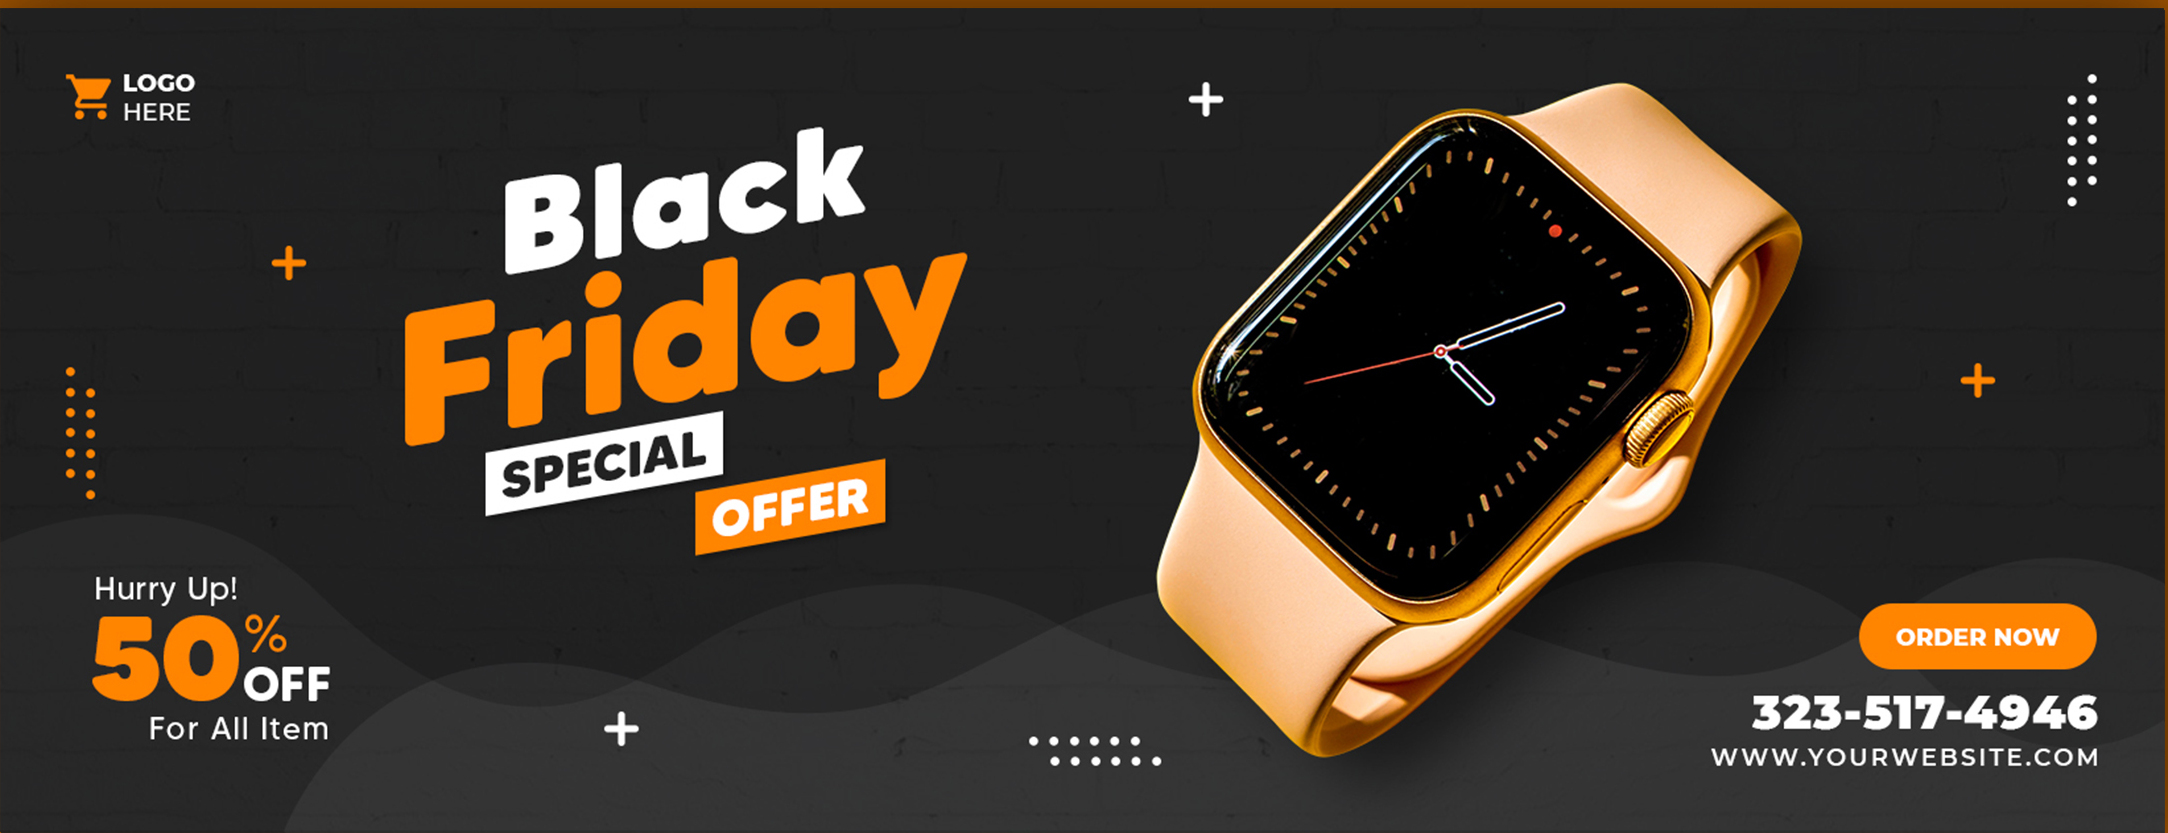 LOGO
HERE
Black
Friday
SPECIAL
OFFER
Hurry Up!
50%
OFF
For All Item
ORDER NOW
323-517-4946
WWW.YOURWEBSITE.COM